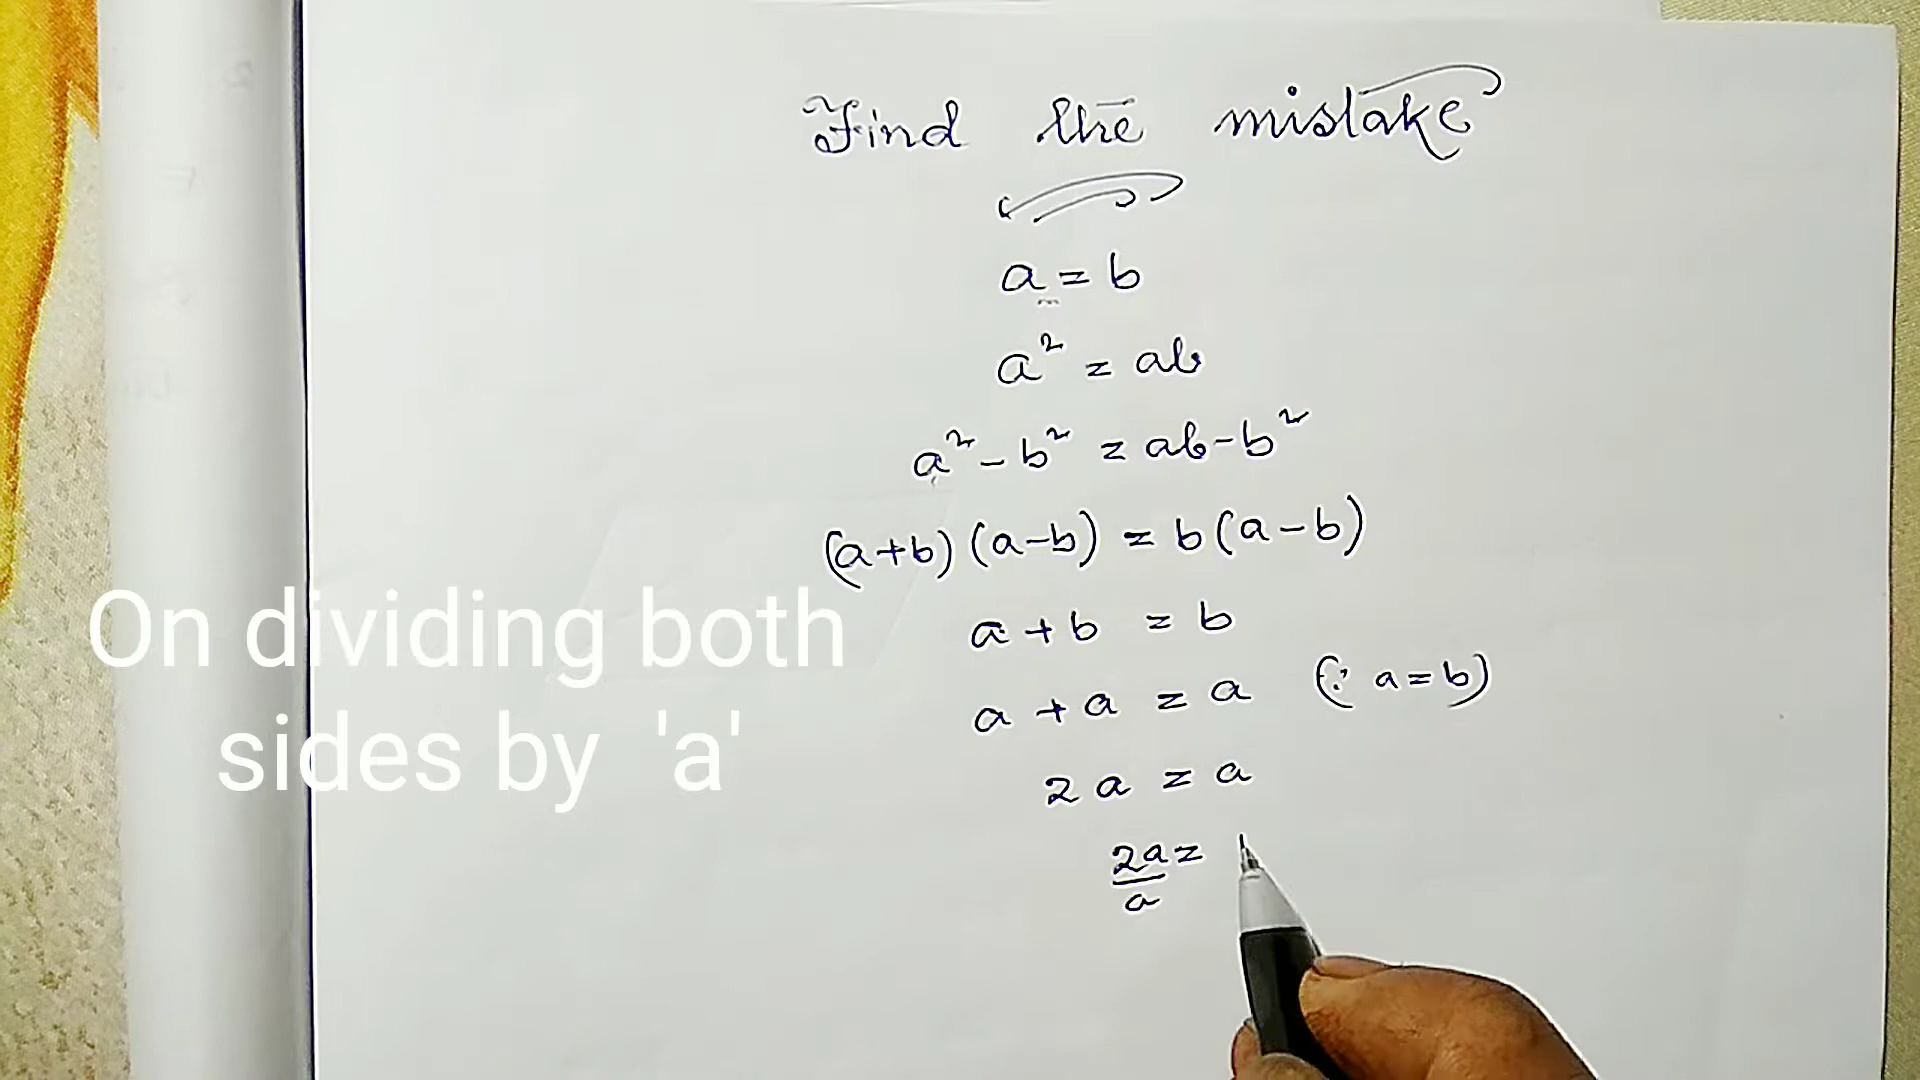 Find the mistake
a = b
a² = ab
a² - b² = ab - b²
(a+b) (a-b) = b (a-b)
a + b = b
a + a = a (∵ a = b)
2a = a
2a/a =
On dividing both
sides by 'a'